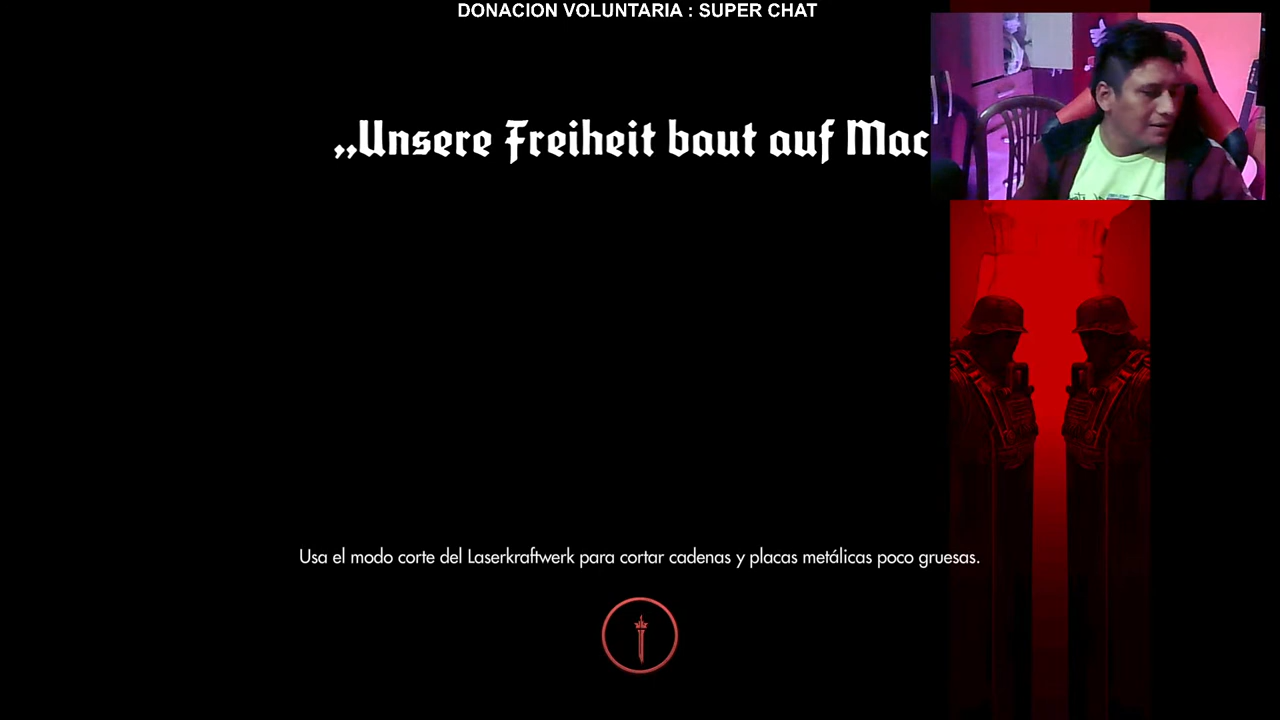 DONACION VOLUNTARIA : SUPER CHAT
„Unsere Freiheit baut auf Mac
Usa el modo corte del Laserkraftwerk para cortar cadenas y placas metálicas poco gruesas.